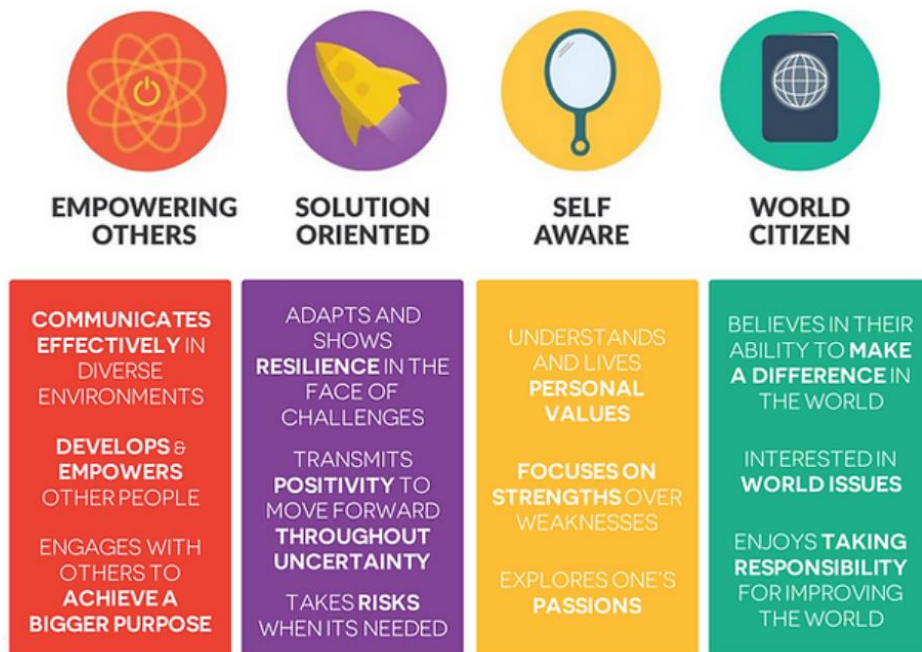 EMPOWERING
OTHERS
COMMUNICATES
EFFECTIVELY IN
DIVERSE
ENVIRONMENTS
DEVELOPS &
EMPOWERS
OTHER PEOPLE
ENGAGES WITH
OTHERS TO
ACHIEVE A
BIGGER PURPOSE
SOLUTION
ORIENTED
ADAPTS AND
SHOWS
RESILIENCE IN THE
FACE OF
CHALLENGES
TRANSMITS
POSITIVITY TO
MOVE FORWARD
THROUGHOUT
UNCERTAINTY
TAKES RISKS
WHEN ITS NEEDED
SELF
AWARE
UNDERSTANDS
AND LIVES
PERSONAL
VALUES
FOCUSES ON
STRENGTHS OVER
WEAKNESSES
EXPLORES ONE'S
PASSIONS
WORLD
CITIZEN
BELIEVES IN THEIR
ABILITY TO MAKE
A DIFFERENCE IN
THE WORLD
INTERESTED IN
WORLD ISSUES
ENJOYS TAKING
RESPONSIBILITY
FOR IMPROVING
THE WORLD